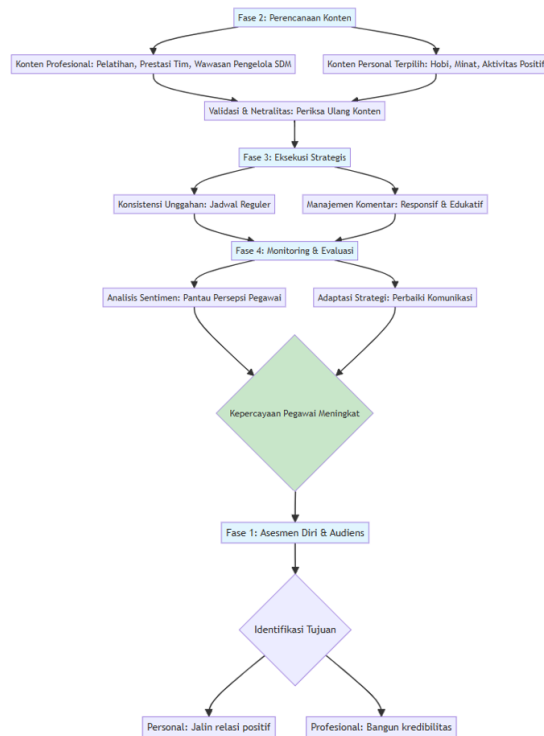 Fase 2: Perencanaan Konten
Konten Profesional: Pelatihan, Prestasi Tim, Wawasan Pengelola SDM
Konten Personal Terpilih: Hobi, Minat, Aktivitas Positif
Validasi & Netralitas: Periksa Ulang Konten
Fase 3: Eksekusi Strategis
Konsistensi Unggahan: Jadwal Reguler
Manajemen Komentar: Responsif & Edukatif
Fase 4: Monitoring & Evaluasi
Analisis Sentimen: Pantau Persepsi Pegawai
Adaptasi Strategi: Perbaiki Komunikasi
Kepercayaan Pegawai Meningkat
Fase 1: Asesmen Diri & Audiens
Identifikasi Tujuan
Personal: Jalin relasi positif
Profesional: Bangun kredibilitas